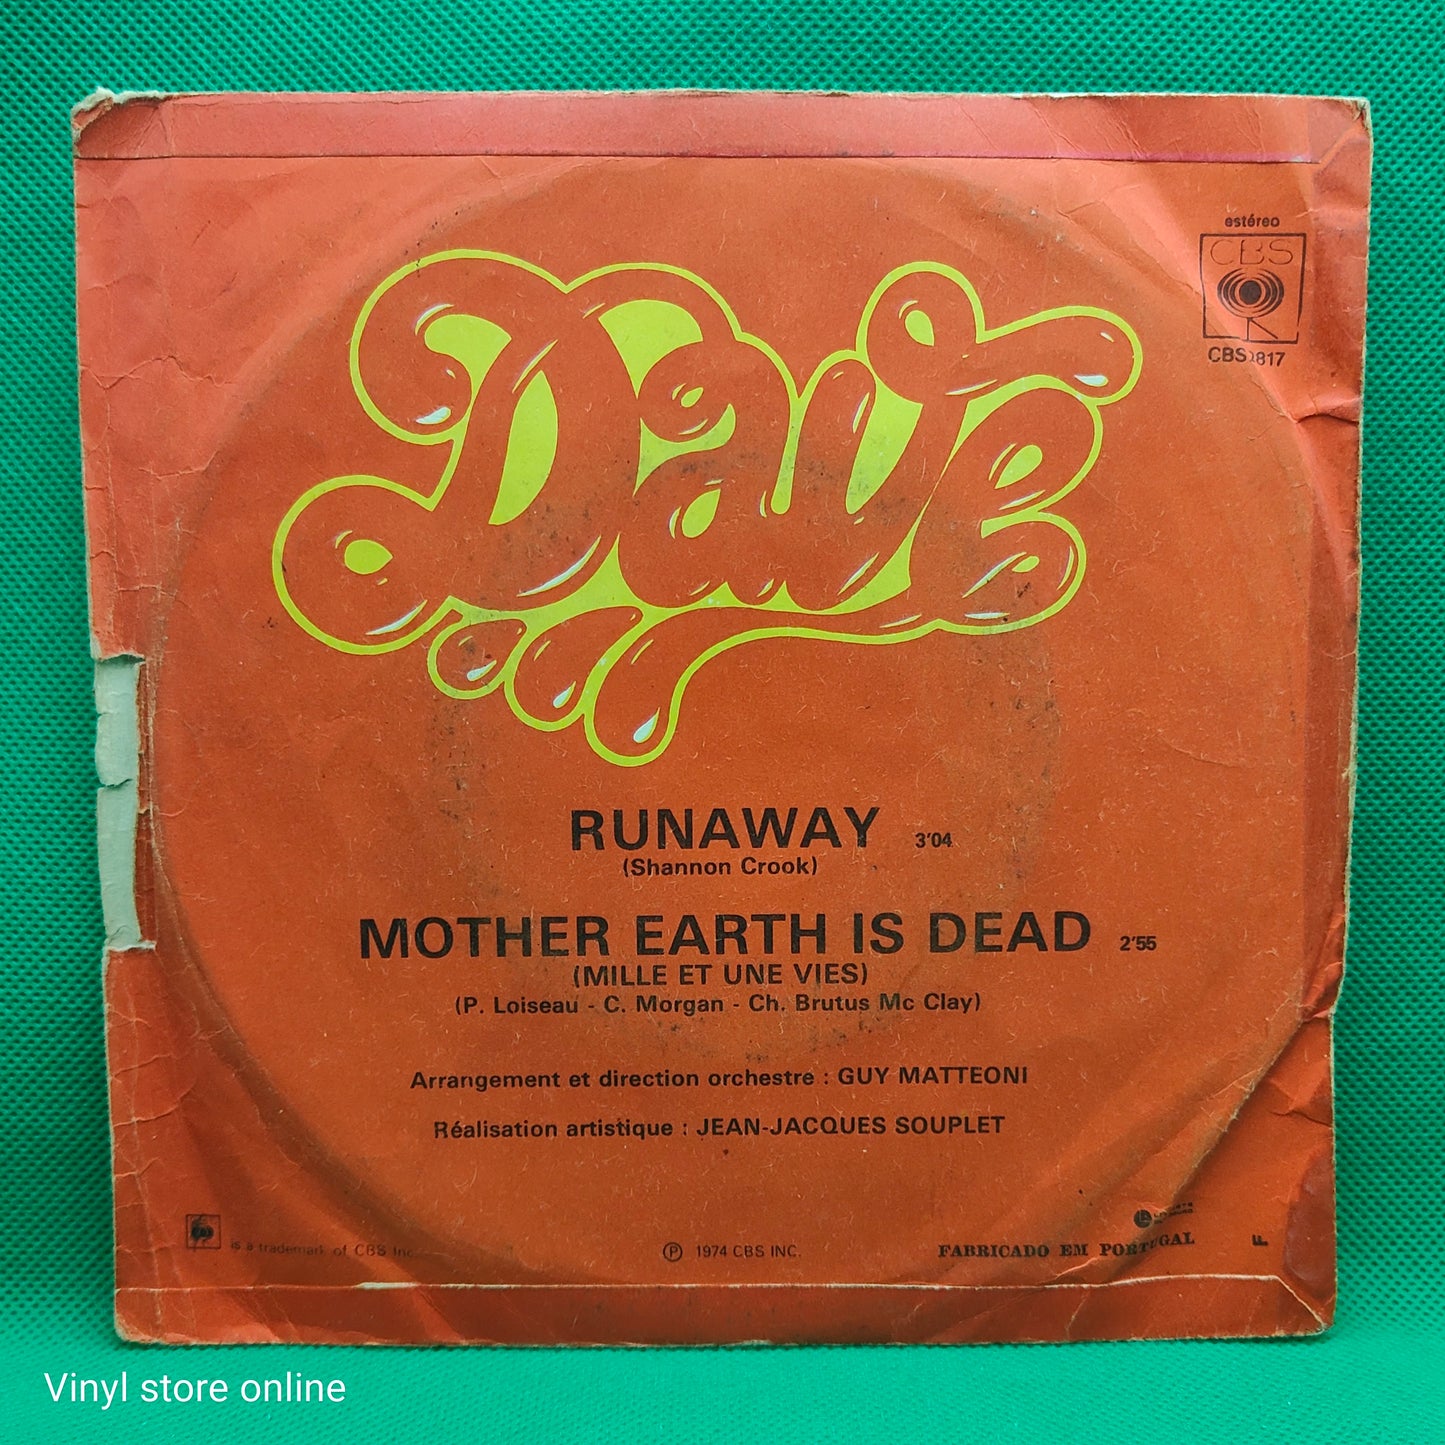 estéreo
CBS
Dave
RUNAWAY 3'04
(Shannon Crook)
MOTHER EARTH IS DEAD 2'55
(MILLE ET UNE VIES)
(P. Loiseau - C. Morgan - Ch. Brutus Mc Clay)
Arrangement et direction orchestre : GUY MATTEONI
Réalisation artistique : JEAN-JACQUES SOUPLET
is a trademark of CBS Inc.
Ⓟ 1974 CBS INC.
FABRICADO EM PORTUGAL
F
Vinyl store online